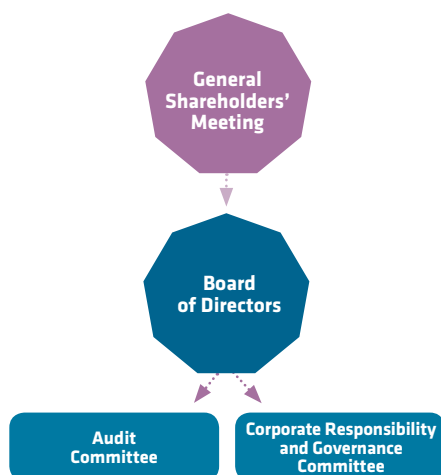 General
Shareholders’
Meeting
Board
of Directors
Audit
Committee
Corporate Responsibility
and Governance
Committee